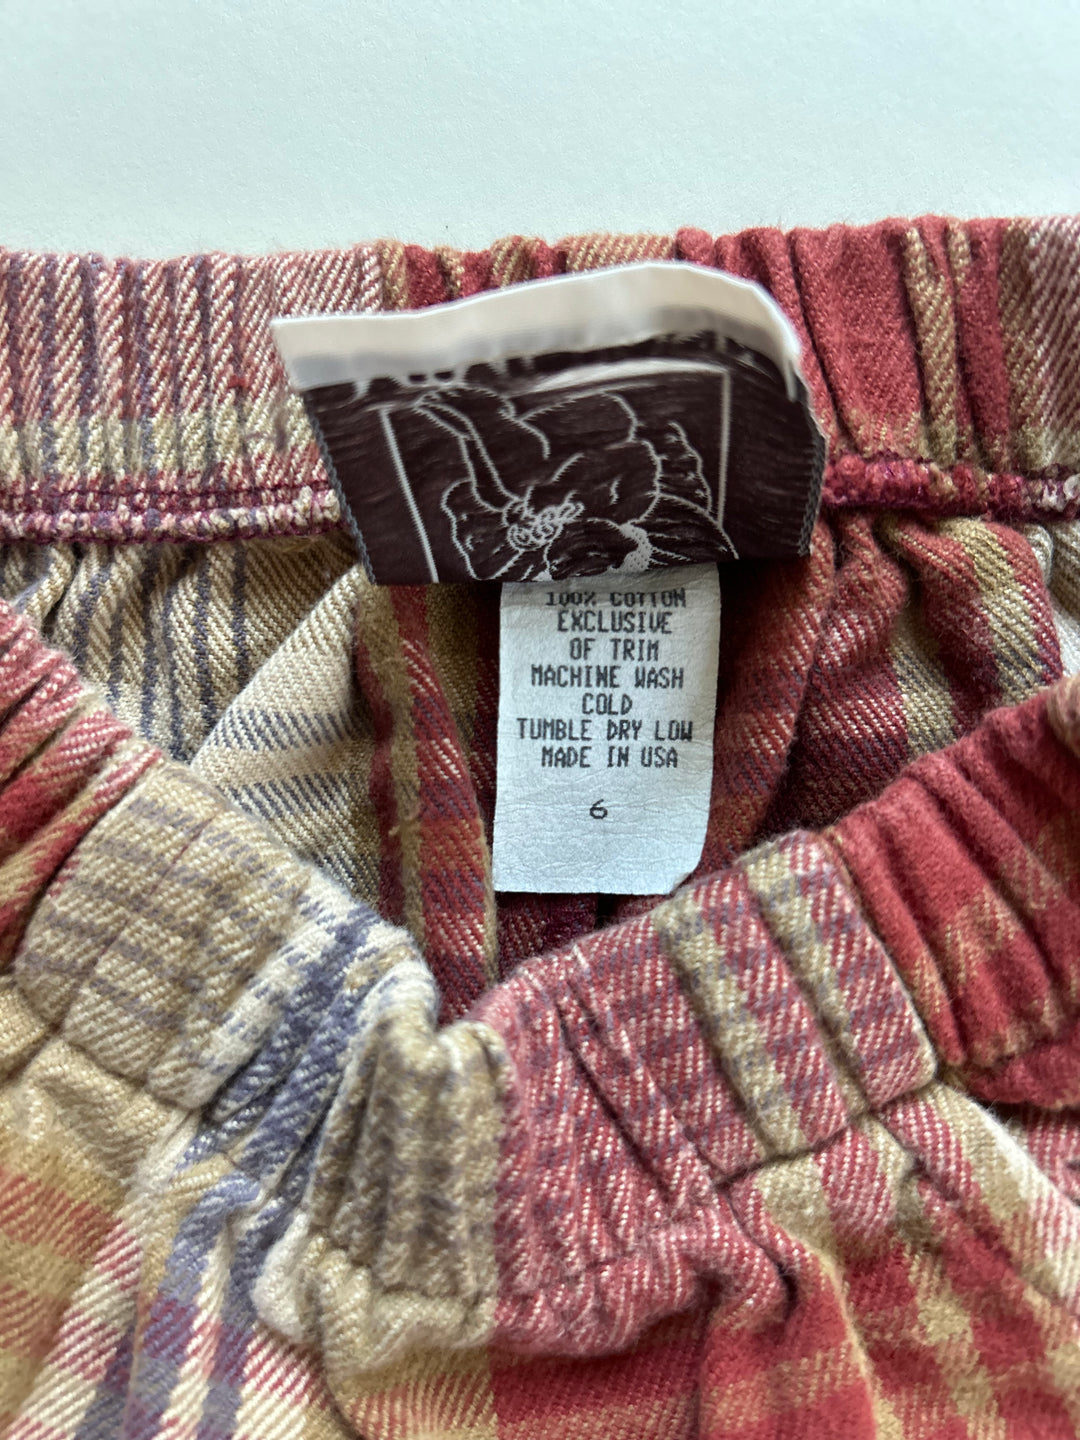 100% COTTON
EXCLUSIVE
OF TRIM
MACHINE WASH
COLD
TUMBLE DRY LOW
MADE IN USA
6